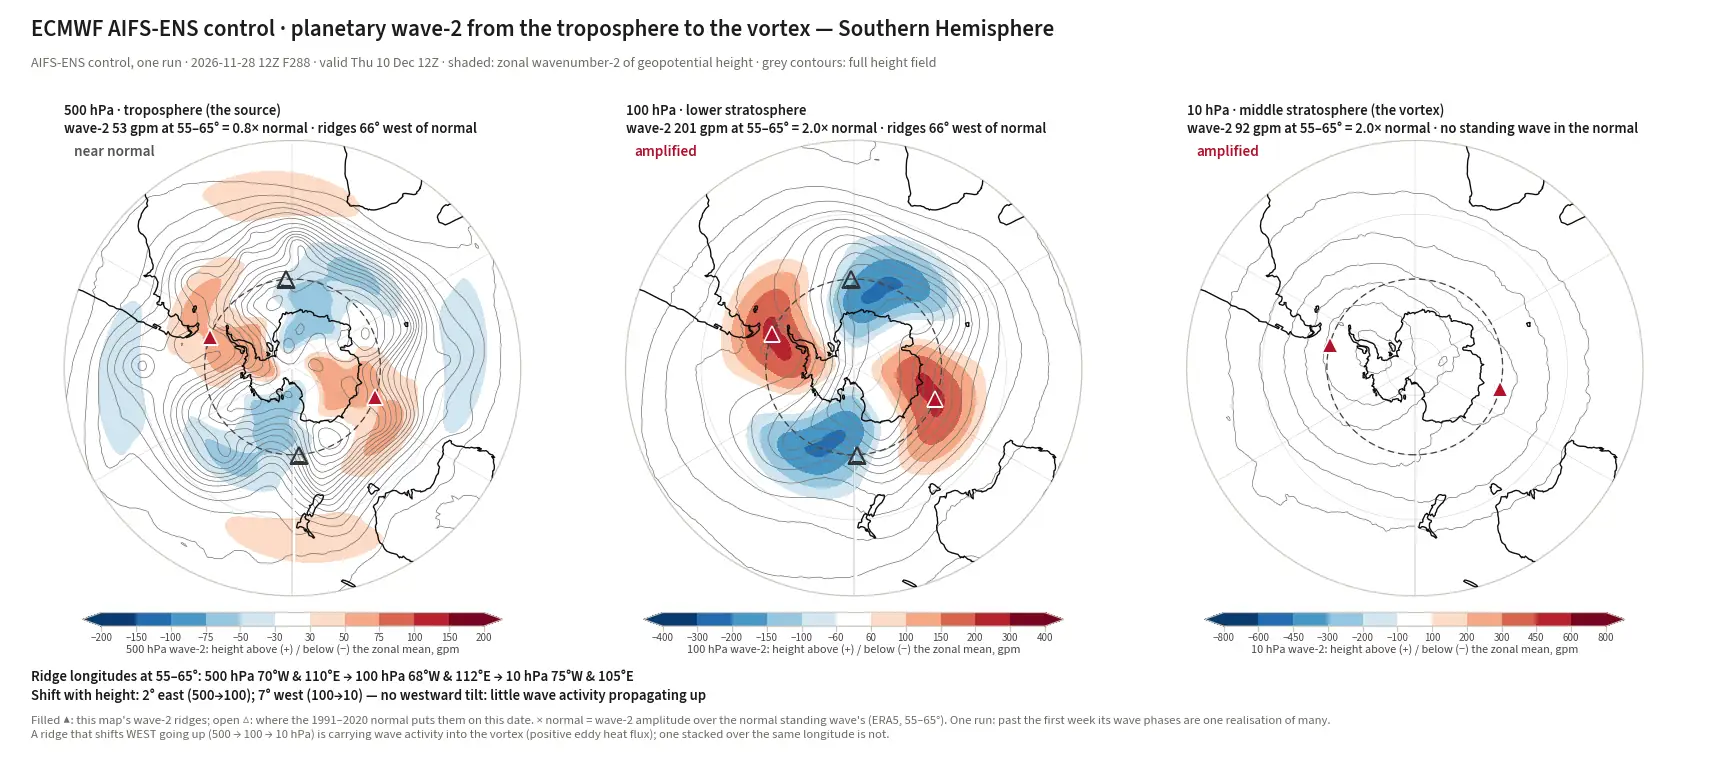 ECMWF AIFS-ENS control · planetary wave-2 from the troposphere to the vortex — Southern Hemisphere
AIFS-ENS control, one run · 2026-11-28 12Z F288 · valid Thu 10 Dec 12Z · shaded: zonal wavenumber-2 of geopotential height · grey contours: full height field
500 hPa · troposphere (the source)
wave-2 53 gpm at 55–65° = 0.8× normal · ridges 66° west of normal
near normal
100 hPa · lower stratosphere
wave-2 201 gpm at 55–65° = 2.0× normal · ridges 66° west of normal
amplified
10 hPa · middle stratosphere (the vortex)
wave-2 92 gpm at 55–65° = 2.0× normal · no standing wave in the normal
amplified
−200 −150 −100 −75 −50 −30 30 50 75 100 150 200
500 hPa wave-2: height above (+) / below (−) the zonal mean, gpm
−400 −300 −200 −150 −100 −60 60 100 150 200 300 400
100 hPa wave-2: height above (+) / below (−) the zonal mean, gpm
−800 −600 −450 −300 −200 −100 100 200 300 450 600 800
10 hPa wave-2: height above (+) / below (−) the zonal mean, gpm
Ridge longitudes at 55–65°: 500 hPa 70°W & 110°E → 100 hPa 68°W & 112°E → 10 hPa 75°W & 105°E
Shift with height: 2° east (500→100); 7° west (100→10) — no westward tilt: little wave activity propagating up
Filled ▲: this map's wave-2 ridges; open △: where the 1991–2020 normal puts them on this date. × normal = wave-2 amplitude over the normal standing wave's (ERA5, 55–65°). One run: past the first week its wave phases are one realisation of many.
A ridge that shifts WEST going up (500 → 100 → 10 hPa) is carrying wave activity into the vortex (positive eddy heat flux); one stacked over the same longitude is not.